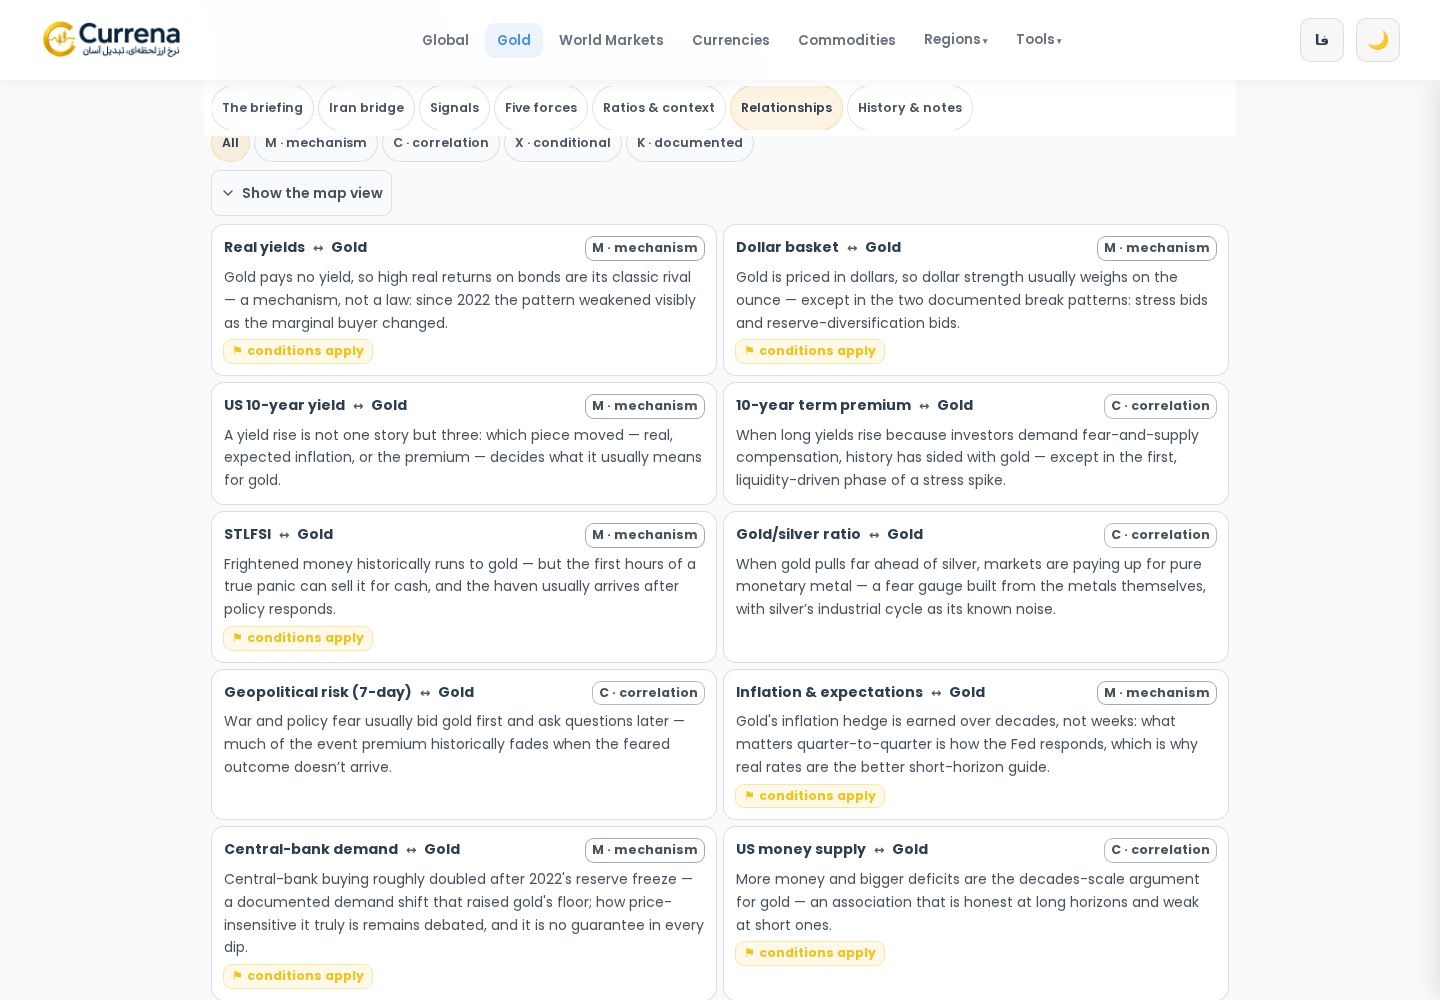 Currena
نرخ ارز لحظه‌ای، تبدیل آسان
Global Gold World Markets Currencies Commodities Regions ▾ Tools ▾
فا
The briefing Iran bridge Signals Five forces Ratios & context Relationships History & notes
All M · mechanism C · correlation X · conditional K · documented
Show the map view
Real yields ↔ Gold M · mechanism
Gold pays no yield, so high real returns on bonds are its classic rival
— a mechanism, not a law: since 2022 the pattern weakened visibly
as the marginal buyer changed.
⚑ conditions apply
Dollar basket ↔ Gold M · mechanism
Gold is priced in dollars, so dollar strength usually weighs on the
ounce — except in the two documented break patterns: stress bids
and reserve-diversification bids.
⚑ conditions apply
US 10-year yield ↔ Gold M · mechanism
A yield rise is not one story but three: which piece moved — real,
expected inflation, or the premium — decides what it usually means
for gold.
10-year term premium ↔ Gold C · correlation
When long yields rise because investors demand fear-and-supply
compensation, history has sided with gold — except in the first,
liquidity-driven phase of a stress spike.
STLFSI ↔ Gold M · mechanism
Frightened money historically runs to gold — but the first hours of a
true panic can sell it for cash, and the haven usually arrives after
policy responds.
⚑ conditions apply
Gold/silver ratio ↔ Gold C · correlation
When gold pulls far ahead of silver, markets are paying up for pure
monetary metal — a fear gauge built from the metals themselves,
with silver’s industrial cycle as its known noise.
Geopolitical risk (7-day) ↔ Gold C · correlation
War and policy fear usually bid gold first and ask questions later —
much of the event premium historically fades when the feared
outcome doesn’t arrive.
Inflation & expectations ↔ Gold M · mechanism
Gold's inflation hedge is earned over decades, not weeks: what
matters quarter-to-quarter is how the Fed responds, which is why
real rates are the better short-horizon guide.
⚑ conditions apply
Central-bank demand ↔ Gold M · mechanism
Central-bank buying roughly doubled after 2022's reserve freeze —
a documented demand shift that raised gold's floor; how price-
insensitive it truly is remains debated, and it is no guarantee in every
dip.
⚑ conditions apply
US money supply ↔ Gold C · correlation
More money and bigger deficits are the decades-scale argument
for gold — an association that is honest at long horizons and weak
at short ones.
⚑ conditions apply